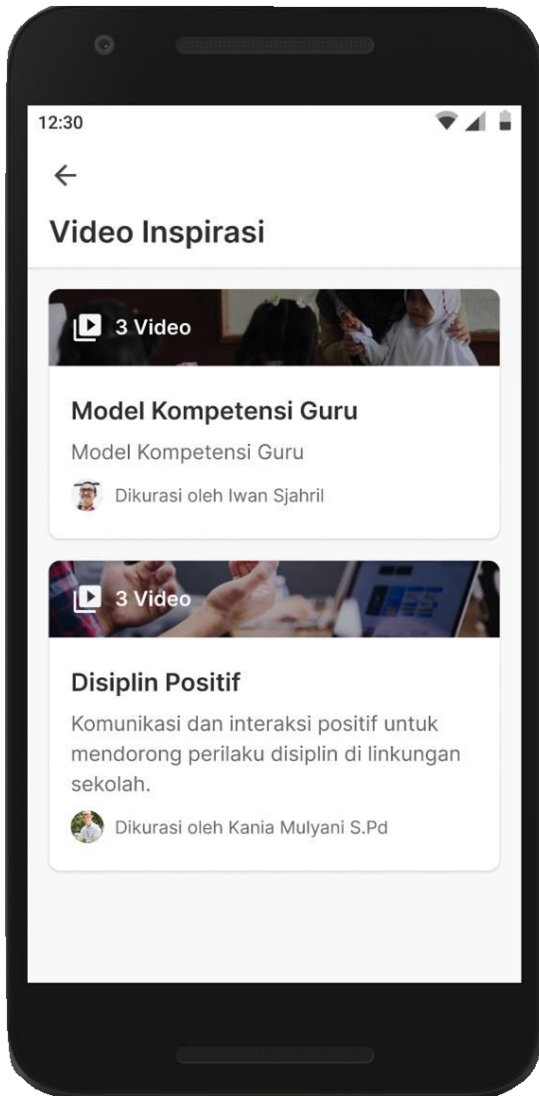 12:30
Video Inspirasi
3 Video
Model Kompetensi Guru
Model Kompetensi Guru
Dikurasi oleh Iwan Sjahril
3 Video
Disiplin Positif
Komunikasi dan interaksi positif untuk
mendorong perilaku disiplin di linkungan
sekolah.
Dikurasi oleh Kania Mulyani S.Pd